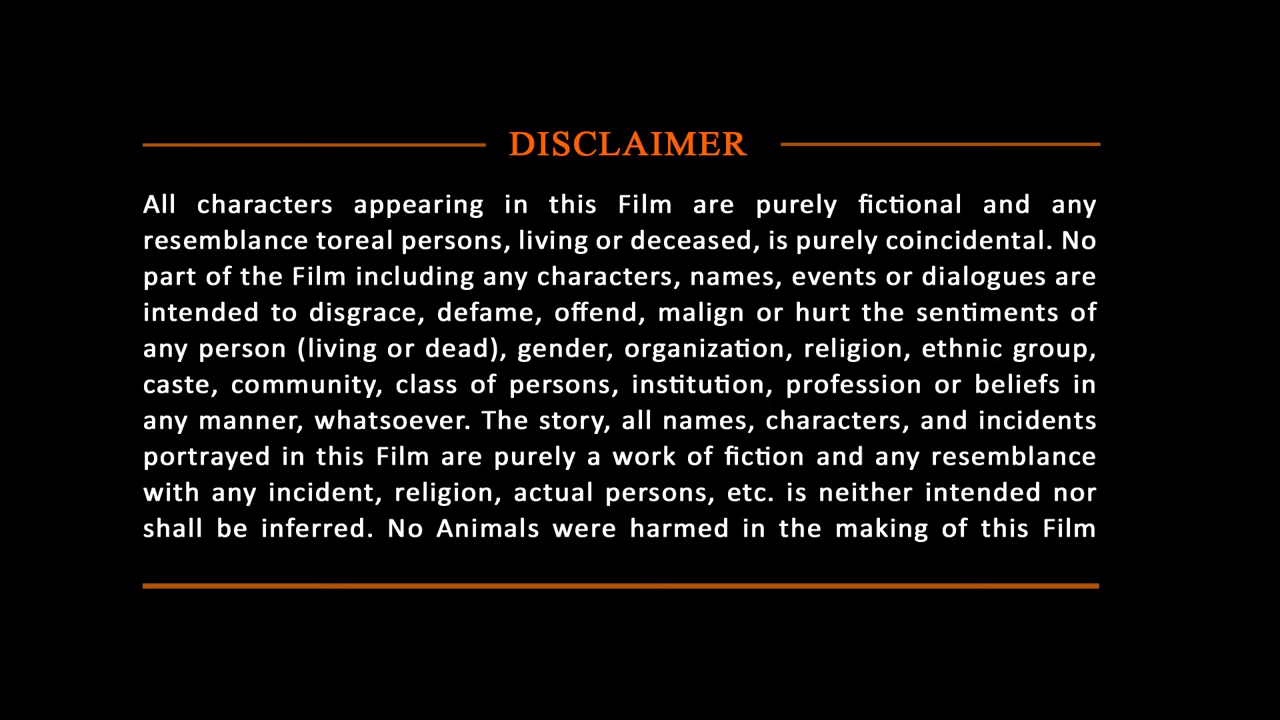 DISCLAIMER
All characters appearing in this Film are purely fictional and any
resemblance toreal persons, living or deceased, is purely coincidental. No
part of the Film including any characters, names, events or dialogues are
intended to disgrace, defame, offend, malign or hurt the sentiments of
any person (living or dead), gender, organization, religion, ethnic group,
caste, community, class of persons, institution, profession or beliefs in
any manner, whatsoever. The story, all names, characters, and incidents
portrayed in this Film are purely a work of fiction and any resemblance
with any incident, religion, actual persons, etc. is neither intended nor
shall be inferred. No Animals were harmed in the making of this Film